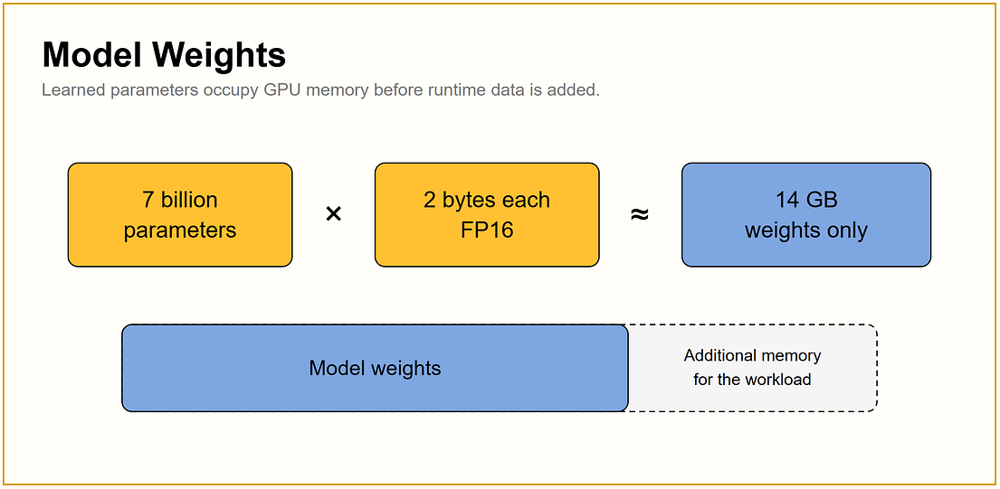 Model Weights
Learned parameters occupy GPU memory before runtime data is added.
7 billion
parameters
×
2 bytes each
FP16
≈
14 GB
weights only
Model weights
Additional memory
for the workload